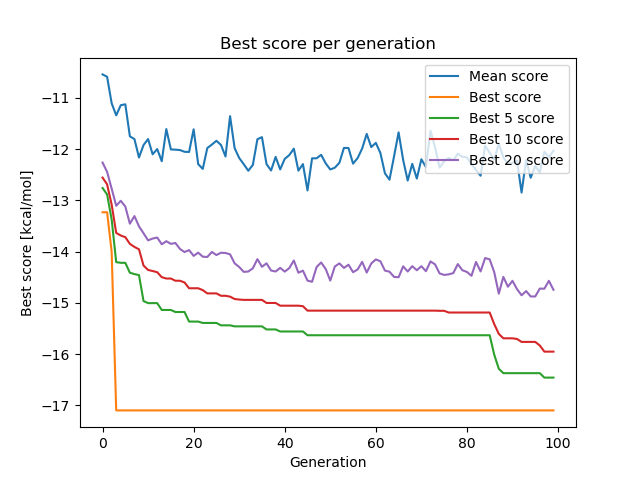 Best score per generation
Mean score
Best score
Best 5 score
Best 10 score
Best 20 score
Best score [kcal/mol]
−11
−12
−13
−14
−15
−16
−17
0 20 40 60 80 100
Generation